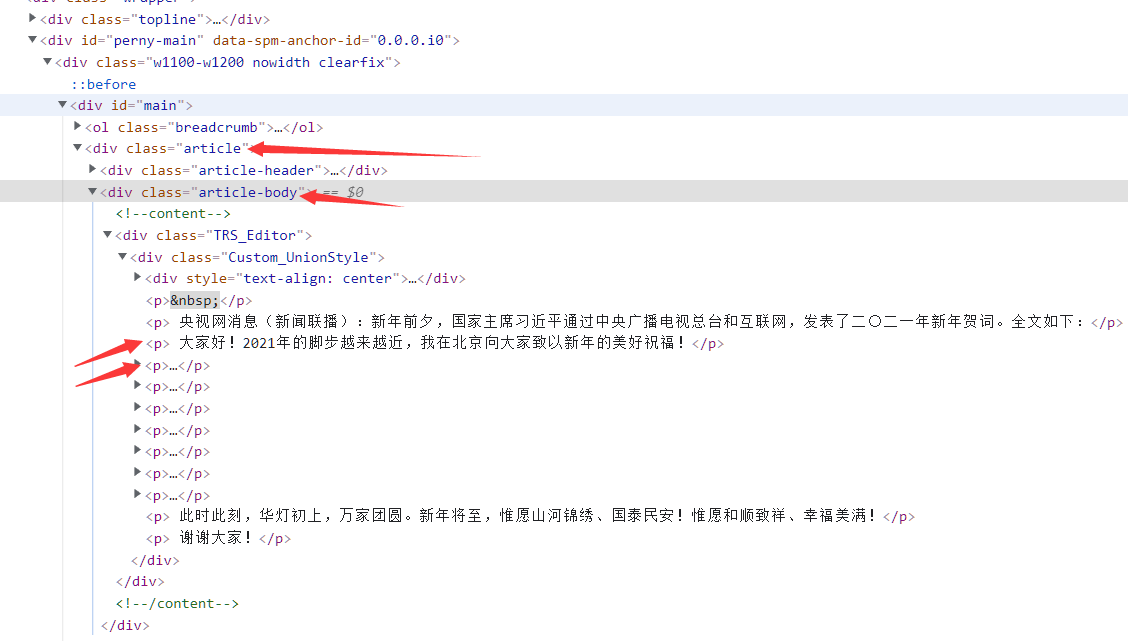 <div class="wrapper">
<div class="topline">…</div>
<div id="perny-main" data-spm-anchor-id="0.0.0.i0">
<div class="w1100-w1200 nowidth clearfix">
::before
<div id="main">
<ol class="breadcrumb">…</ol>
<div class="article"
<div class="article-header">…</div>
<div class="article-body"> == $0
<!--content-->
<div class="TRS_Editor">
<div class="Custom_UnionStyle">
<div style="text-align: center">…</div>
<p>&nbsp;</p>
<p> 央视网消息（新闻联播）：新年前夕，国家主席习近平通过中央广播电视总台和互联网，发表了二〇二一年新年贺词。全文如下：</p>
<p> 大家好！2021年的脚步越来越近，我在北京向大家致以新年的美好祝福！</p>
<p>…</p>
<p>…</p>
<p>…</p>
<p>…</p>
<p>…</p>
<p>…</p>
<p>…</p>
<p> 此时此刻，华灯初上，万家团圆。新年将至，惟愿山河锦绣、国泰民安！惟愿和顺致祥、幸福美满！</p>
<p> 谢谢大家！</p>
</div>
</div>
<!--/content-->
</div>